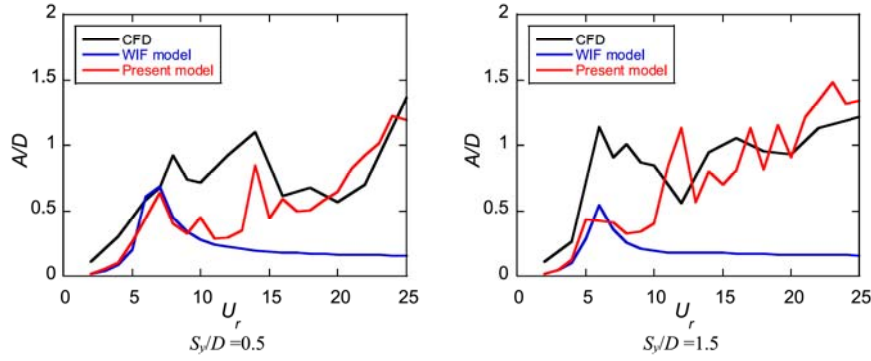 2
1.5
1
0.5
0
A/D
CFD
WIF model
Present model
0 5 10 15 20 25
U_r
S_y/D =0.5
2
1.5
1
0.5
0
A/D
CFD
WIF model
Present model
0 5 10 15 20 25
U_r
S_y/D =1.5